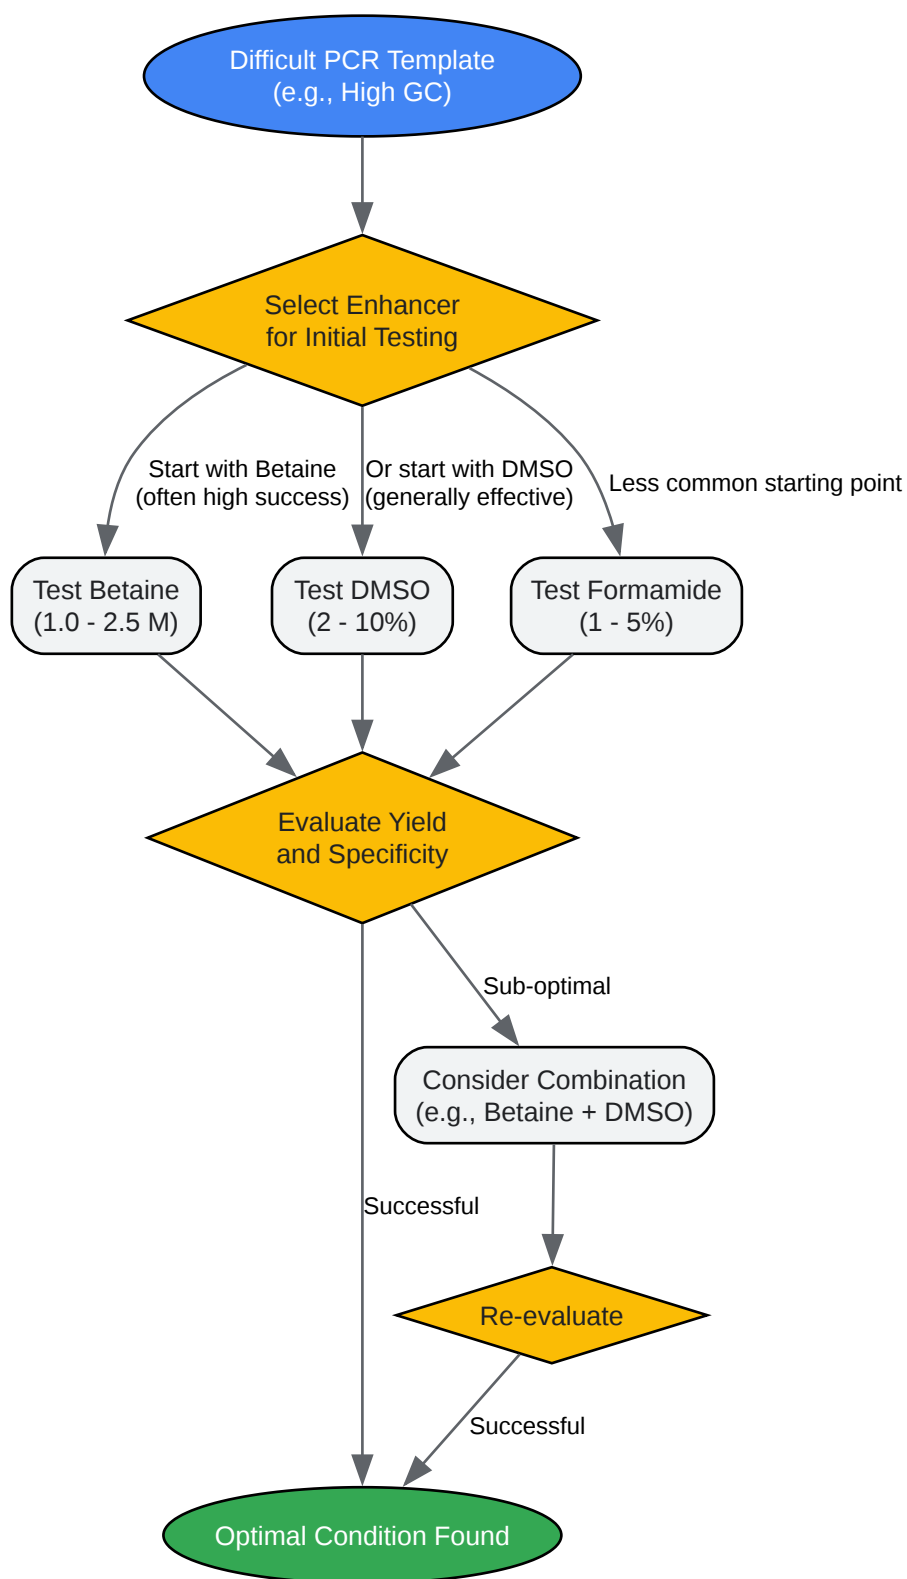 Difficult PCR Template
(e.g., High GC)
Select Enhancer
for Initial Testing
Start with Betaine
(often high success)
Or start with DMSO
(generally effective)
Less common starting point
Test Betaine
(1.0 - 2.5 M)
Test DMSO
(2 - 10%)
Test Formamide
(1 - 5%)
Evaluate Yield
and Specificity
Sub-optimal
Consider Combination
(e.g., Betaine + DMSO)
Successful
Re-evaluate
Successful
Optimal Condition Found